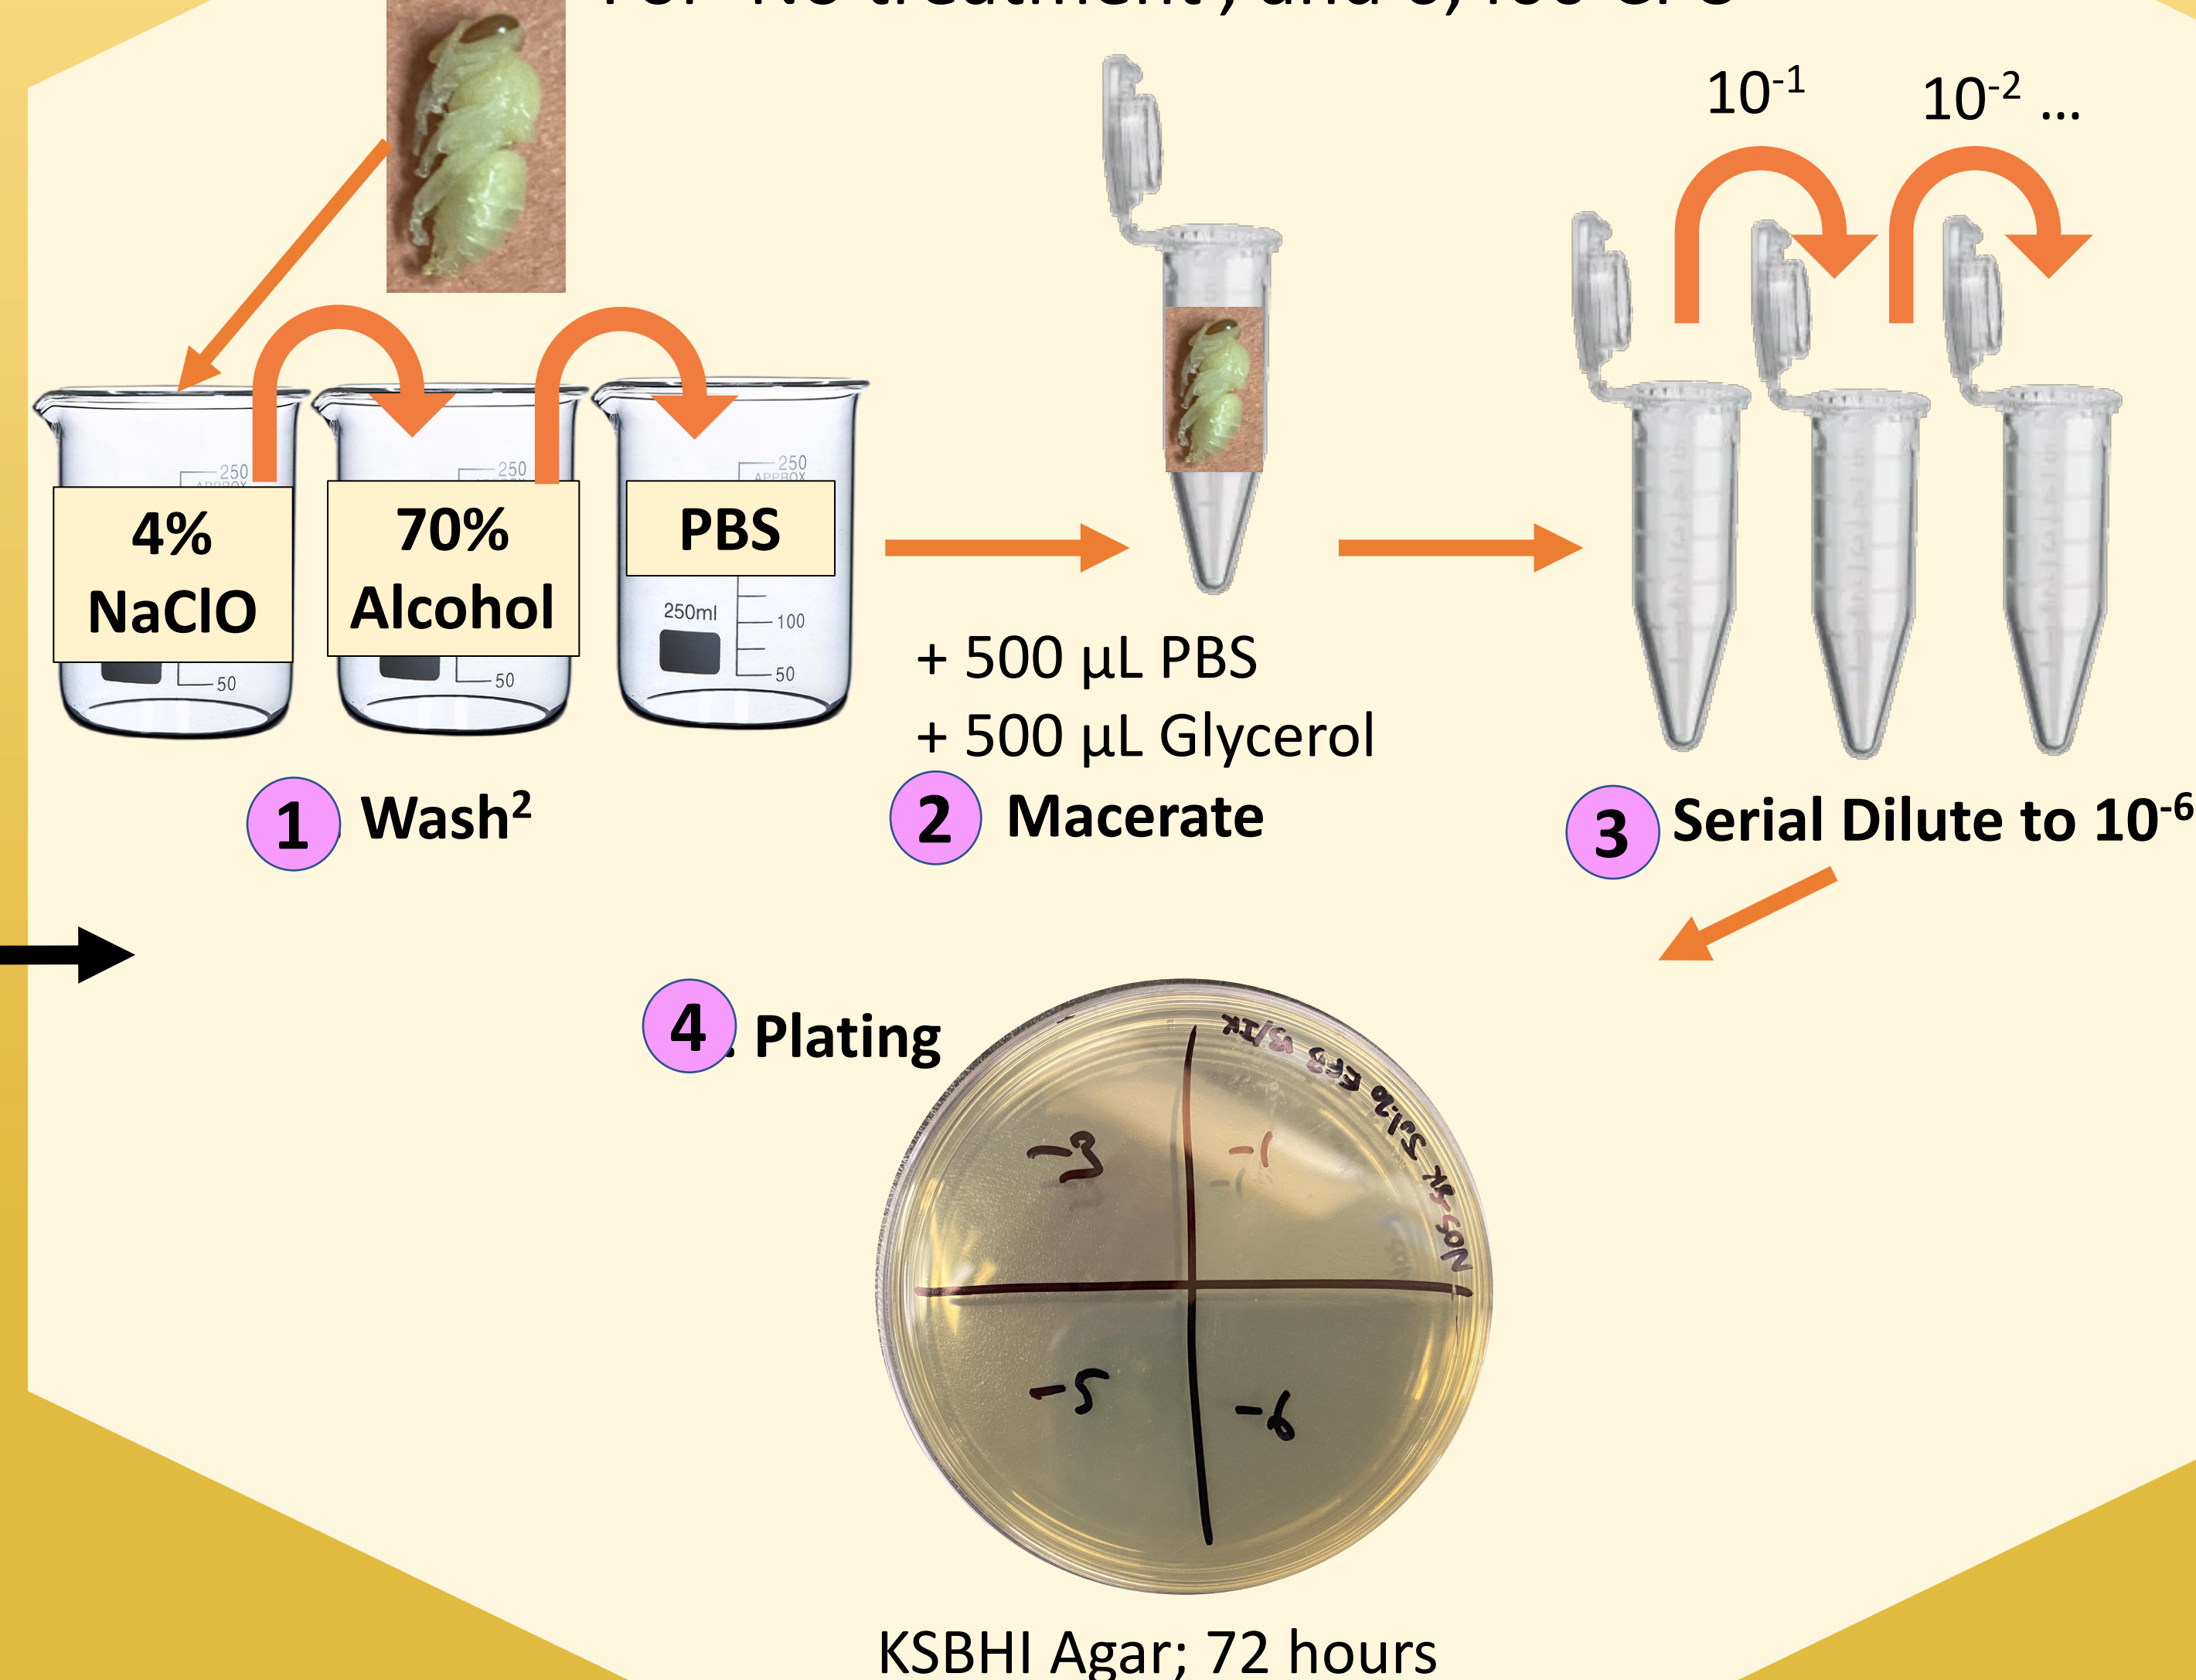 10⁻¹
10⁻² ...
250
APPROX
4%
NaClO
50
250
70%
Alcohol
50
250
APPROX
PBS
250ml
100
50
+ 500 µL PBS
+ 500 µL Glycerol
1 Wash²
2 Macerate
3 Serial Dilute to 10⁻⁶
4. Plating
-3
-1
-5
-6
KSBHI Agar; 72 hours